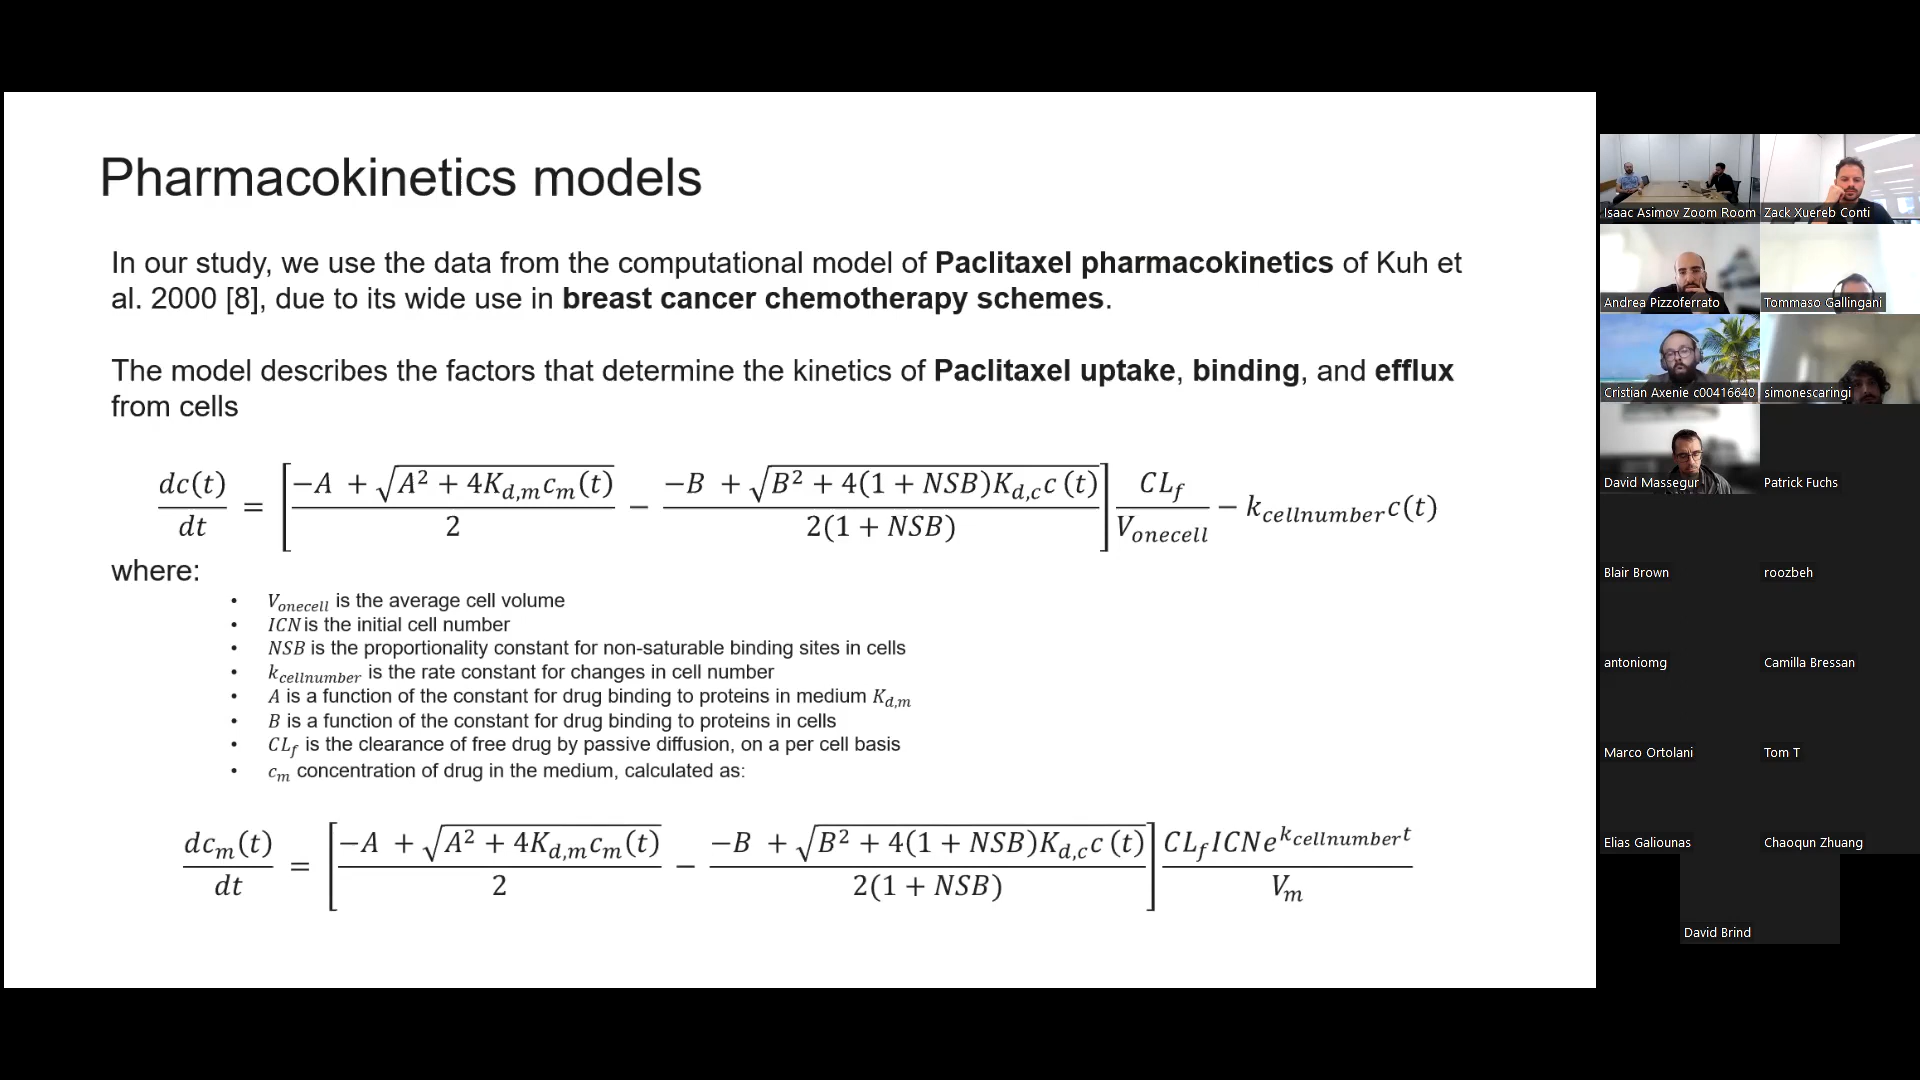 Pharmacokinetics models
In our study, we use the data from the computational model of Paclitaxel pharmacokinetics of Kuh et
al. 2000 [8], due to its wide use in breast cancer chemotherapy schemes.
The model describes the factors that determine the kinetics of Paclitaxel uptake, binding, and efflux
from cells
dc(t)/dt = [(−A + √(A² + 4K_{d,m}c_m(t)))/2 − (−B + √(B² + 4(1 + NSB)K_{d,c}c (t)))/(2(1 + NSB))] CL_f/V_{onecell} − k_{cellnumber}c(t)
where:
• V_{onecell} is the average cell volume
• ICN is the initial cell number
• NSB is the proportionality constant for non-saturable binding sites in cells
• k_{cellnumber} is the rate constant for changes in cell number
• A is a function of the constant for drug binding to proteins in medium K_{d,m}
• B is a function of the constant for drug binding to proteins in cells
• CL_f is the clearance of free drug by passive diffusion, on a per cell basis
• c_m concentration of drug in the medium, calculated as:
dc_m(t)/dt = [(−A + √(A² + 4K_{d,m}c_m(t)))/2 − (−B + √(B² + 4(1 + NSB)K_{d,c}c (t)))/(2(1 + NSB))] CL_f ICNe^{k_{cellnumber}t}/V_m
Isaac Asimov Zoom Room
Zack Xuereb Conti
Andrea Pizzoferrato
Tommaso Gallingani
Cristian Axenie c00416640
simonescaringi
David Massegur
Patrick Fuchs
Blair Brown
roozbeh
antoniomg
Camilla Bressan
Marco Ortolani
Tom T
Elias Galiounas
Chaoqun Zhuang
David Brind